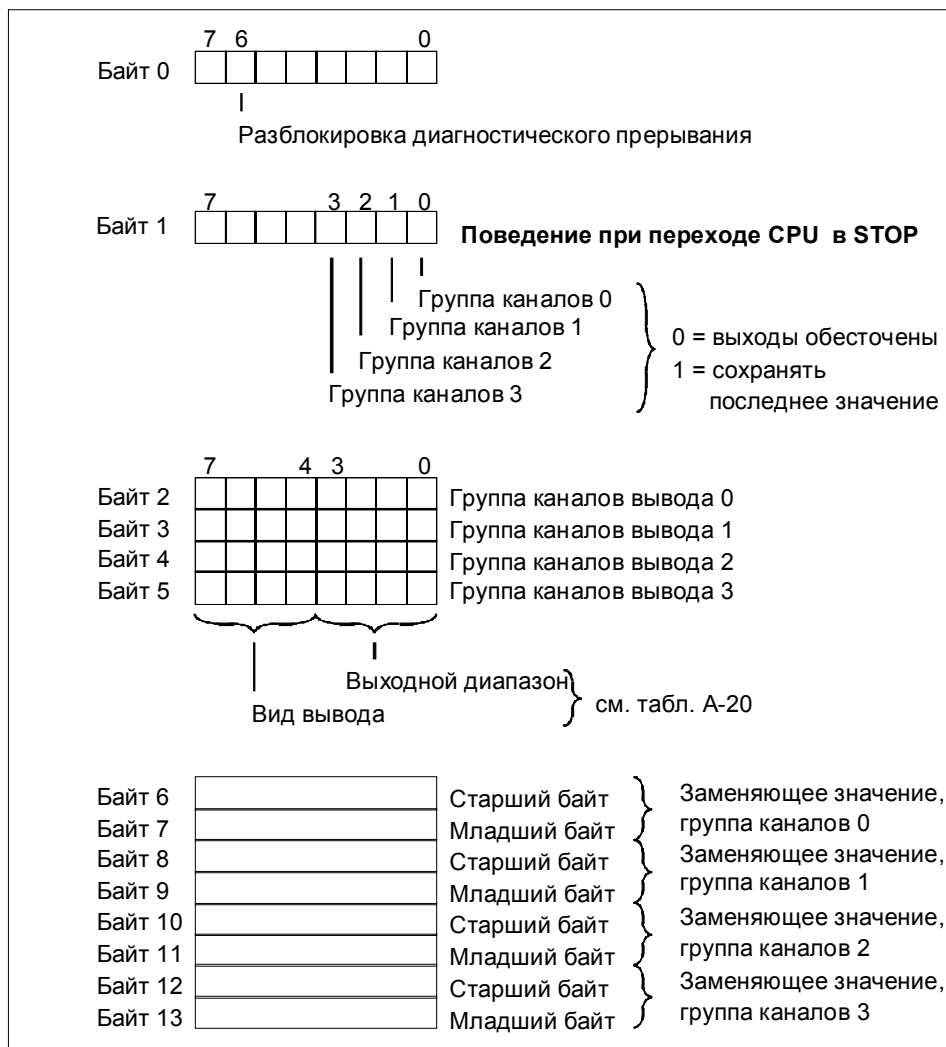 7 6 0
Байт 0
Разблокировка диагностического прерывания
7 3 2 1 0
Байт 1
Поведение при переходе CPU в STOP
Группа каналов 0
Группа каналов 1
Группа каналов 2
Группа каналов 3
0 = выходы обесточены
1 = сохранять
последнее значение
7 4 3 0
Байт 2 Группа каналов вывода 0
Байт 3 Группа каналов вывода 1
Байт 4 Группа каналов вывода 2
Байт 5 Группа каналов вывода 3
Выходной диапазон
Вид вывода
см. табл. А-20
Байт 6 Старший байт Заменяющее значение,
Байт 7 Младший байт группа каналов 0
Байт 8 Старший байт Заменяющее значение,
Байт 9 Младший байт группа каналов 1
Байт 10 Старший байт Заменяющее значение,
Байт 11 Младший байт группа каналов 2
Байт 12 Старший байт Заменяющее значение,
Байт 13 Младший байт группа каналов 3